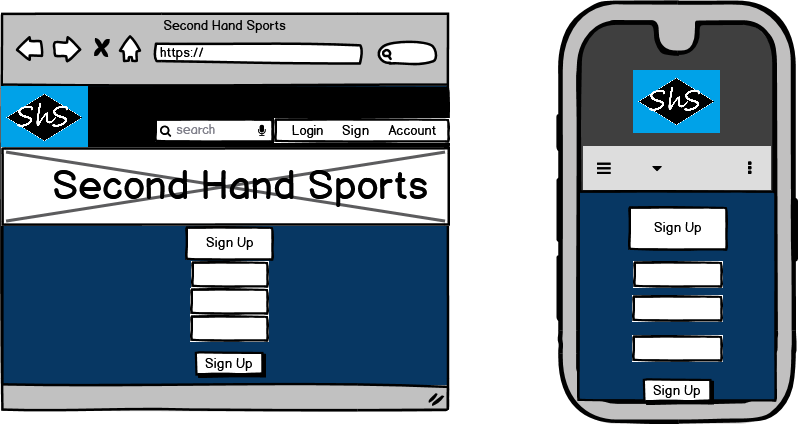 Second Hand Sports
https://
ShS
search
Login Sign Account
Second Hand Sports
Sign Up
Sign Up
ShS
Sign Up
Sign Up